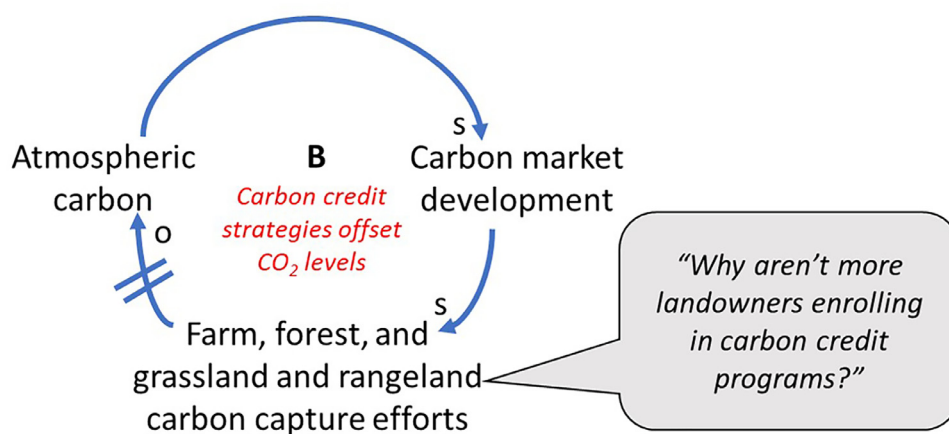 s
Atmospheric
carbon
B
Carbon credit
strategies offset
CO₂ levels
Carbon market
development
o
s
Farm, forest, and
grassland and rangeland
carbon capture efforts
“Why aren’t more
landowners enrolling
in carbon credit
programs?”